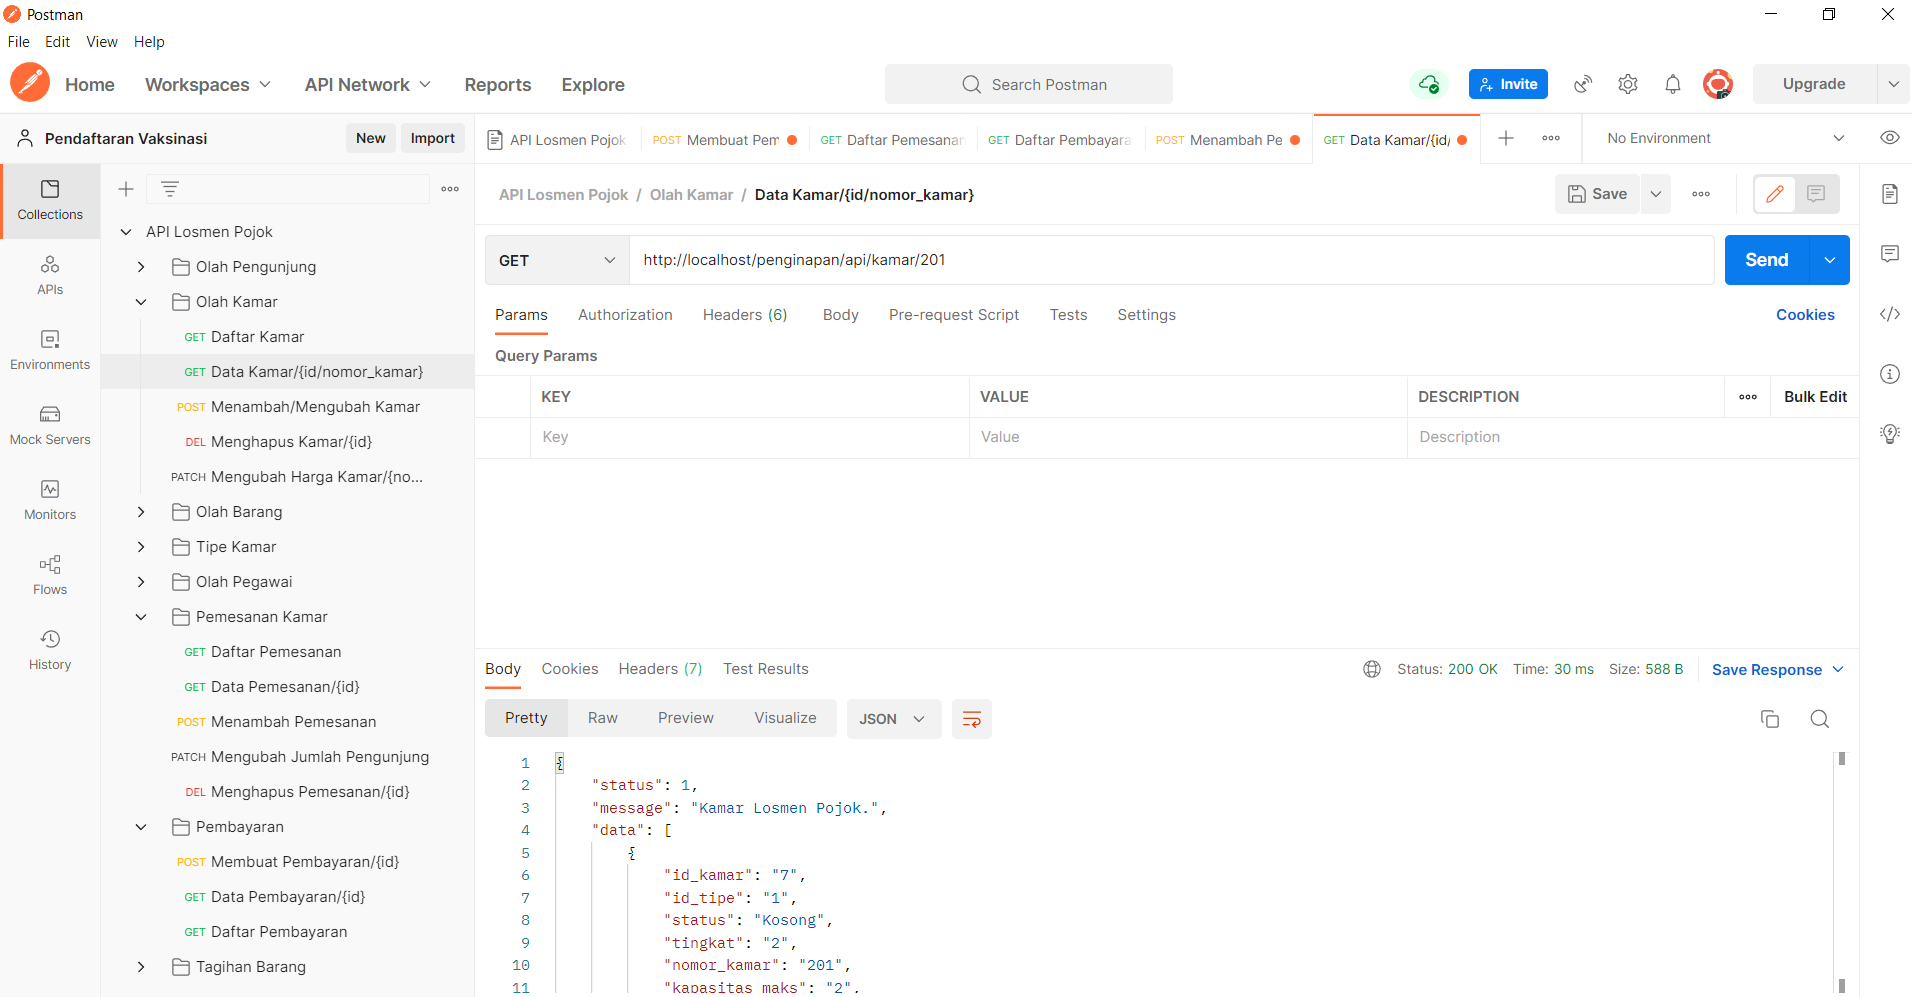 Postman
File Edit View Help
Home Workspaces API Network Reports Explore Search Postman Invite Upgrade
Pendaftaran Vaksinasi New Import
API Losmen Pojok POST Membuat Pem GET Daftar Pemesanan GET Daftar Pembayara POST Menambah Pe GET Data Kamar/{id/ No Environment
Collections
APIs
Environments
Mock Servers
Monitors
Flows
History
API Losmen Pojok
Olah Pengunjung
Olah Kamar
GET Daftar Kamar
GET Data Kamar/{id/nomor_kamar}
POST Menambah/Mengubah Kamar
DEL Menghapus Kamar/{id}
PATCH Mengubah Harga Kamar/{no...
Olah Barang
Tipe Kamar
Olah Pegawai
Pemesanan Kamar
GET Daftar Pemesanan
GET Data Pemesanan/{id}
POST Menambah Pemesanan
PATCH Mengubah Jumlah Pengunjung
DEL Menghapus Pemesanan/{id}
Pembayaran
POST Membuat Pembayaran/{id}
GET Data Pembayaran/{id}
GET Daftar Pembayaran
Tagihan Barang
API Losmen Pojok / Olah Kamar / Data Kamar/{id/nomor_kamar} Save
GET http://localhost/penginapan/api/kamar/201 Send
Params Authorization Headers (6) Body Pre-request Script Tests Settings Cookies
Query Params
KEY VALUE DESCRIPTION Bulk Edit
Key Value Description
Body Cookies Headers (7) Test Results Status: 200 OK Time: 30 ms Size: 588 B Save Response
Pretty Raw Preview Visualize JSON
1 {
2 "status": 1,
3 "message": "Kamar Losmen Pojok.",
4 "data": [
5 {
6 "id_kamar": "7",
7 "id_tipe": "1",
8 "status": "Kosong",
9 "tingkat": "2",
10 "nomor_kamar": "201",
11 "kapasitas_maks": "2",